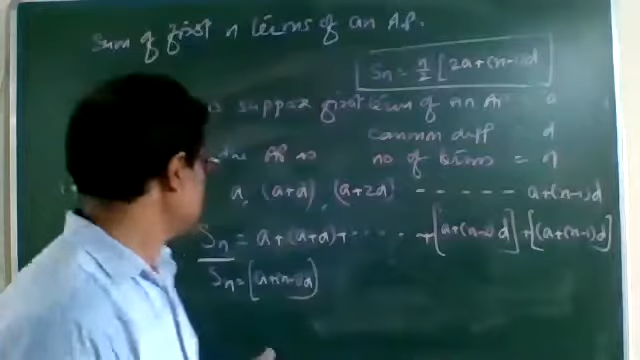 Sum of first n terms of an A.P.
Sn = n/2 [2a+(n-1)d
is suppose first term of an AP = a
common diff = d
the AP is no of terms = n
a, (a+d), (a+2d) ------ a+(n-1)d
Sn = a+(a+d)+ ····· +[a+(n-2)d]+[(a+(n-1)d]
Sn = [a+(n-1)d]